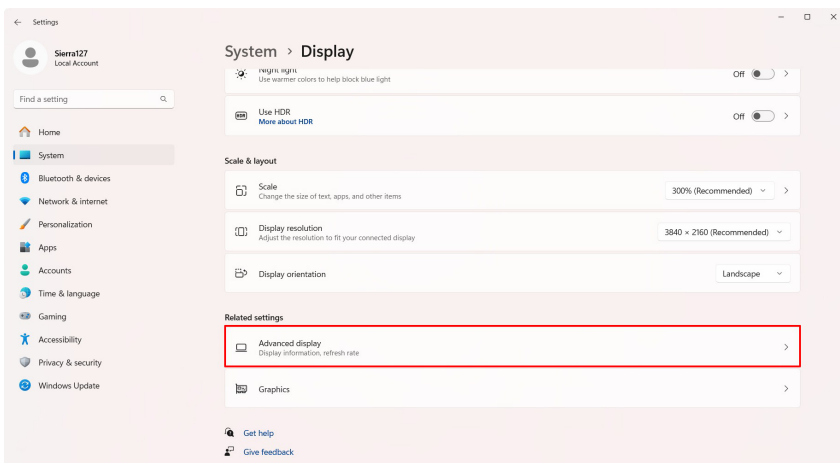 Settings
Sierra127
Local Account
Find a setting
Home
System
Bluetooth & devices
Network & internet
Personalization
Apps
Accounts
Time & language
Gaming
Accessibility
Privacy & security
Windows Update
System > Display
Night light
Use warmer colors to help block blue light
Off
HDR
Use HDR
More about HDR
Off
Scale & layout
Scale
Change the size of text, apps, and other items
300% (Recommended)
Display resolution
Adjust the resolution to fit your connected display
3840 × 2160 (Recommended)
Display orientation
Landscape
Related settings
Advanced display
Display information, refresh rate
Graphics
Get help
Give feedback